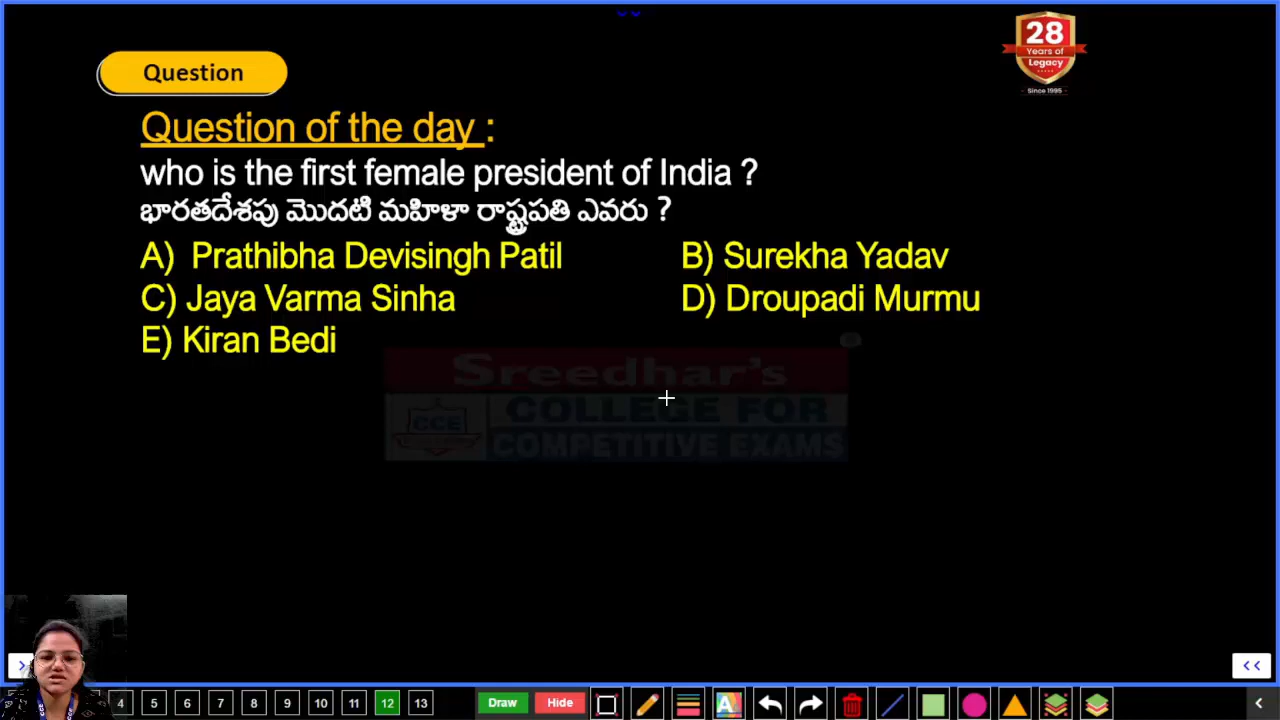 28
Years of
Legacy
- Since 1995 -
Question
Question of the day :
who is the first female president of India ?
భారతదేశపు మొదటి మహిళా రాష్ట్రపతి ఎవరు ?
A) Prathibha Devisingh Patil B) Surekha Yadav
C) Jaya Varma Sinha D) Droupadi Murmu
E) Kiran Bedi
Sreedhar's
CCE
COLLEGE FOR
COMPETITIVE EXAMS
4 5 6 7 8 9 10 11 12 13 Draw Hide